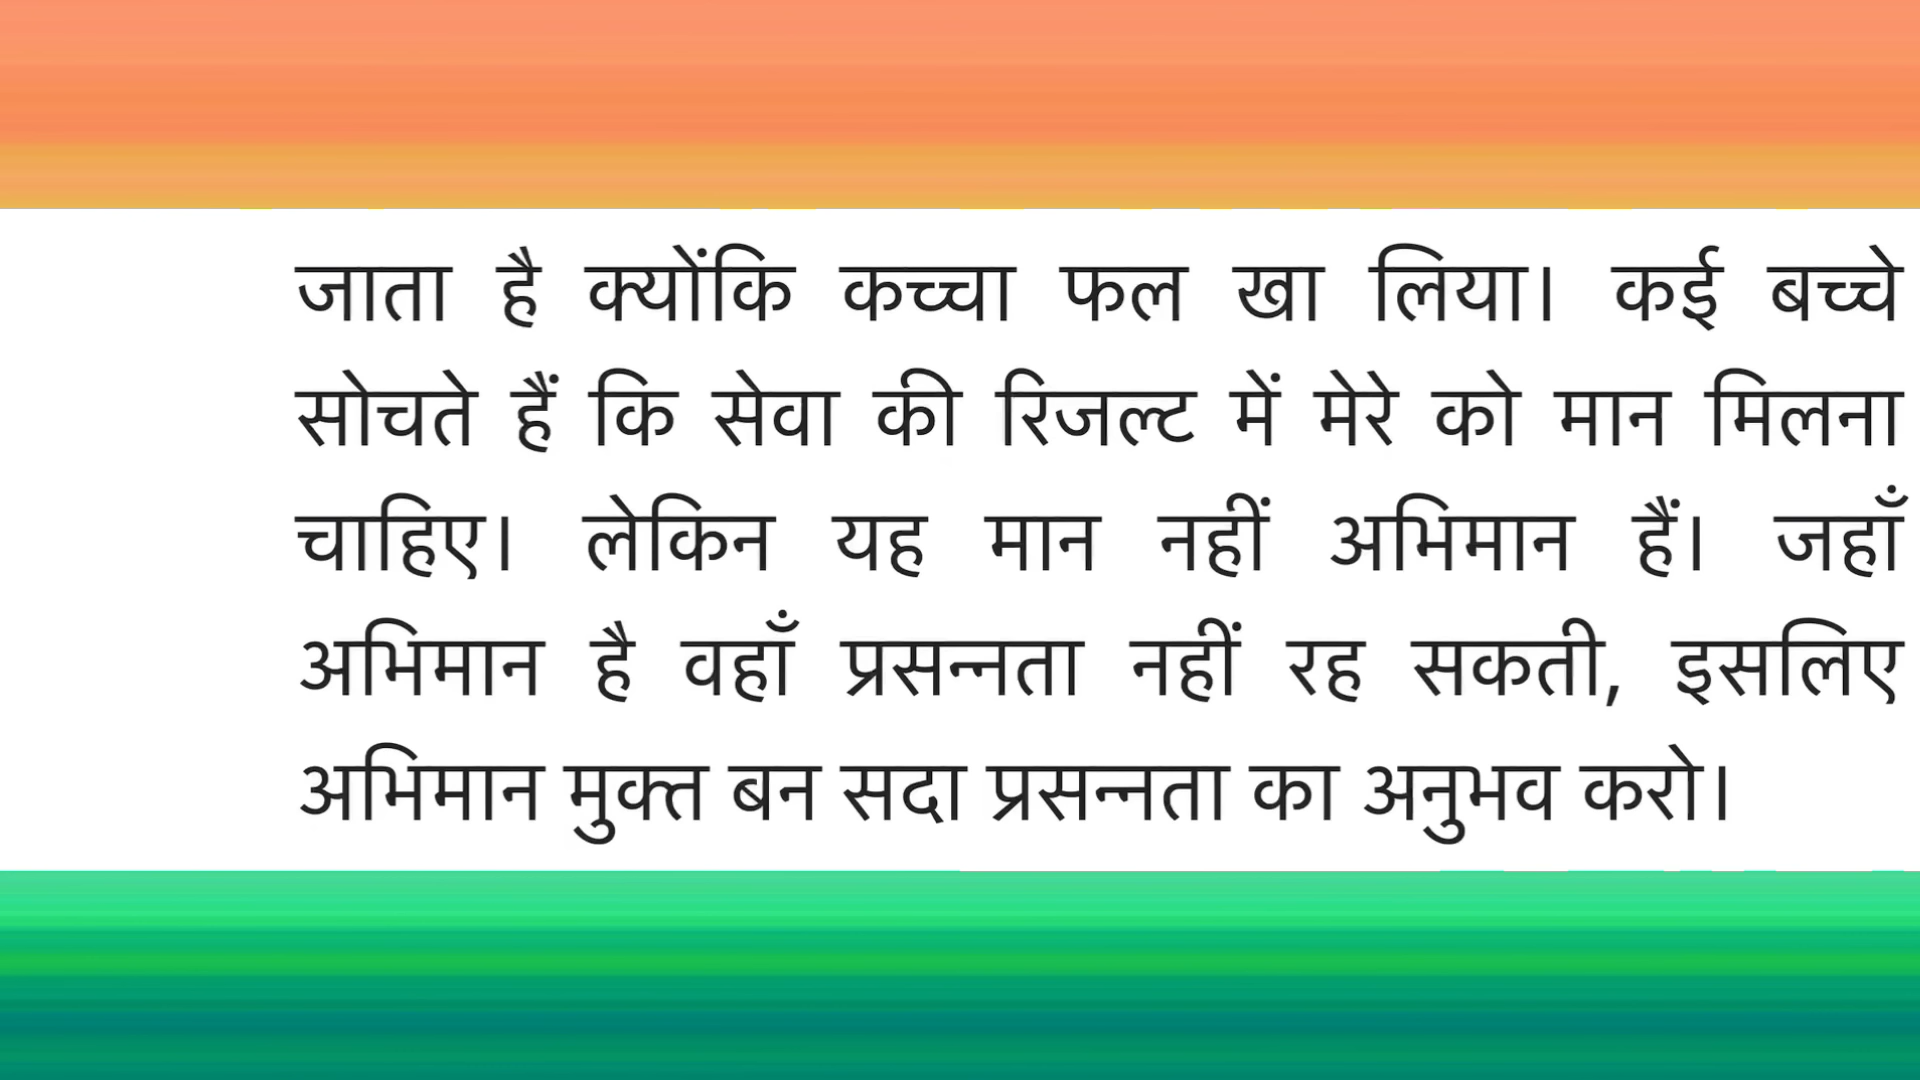 जाता है क्योंकि कच्चा फल खा लिया। कई बच्चे
सोचते हैं कि सेवा की रिजल्ट में मेरे को मान मिलना
चाहिए। लेकिन यह मान नहीं अभिमान हैं। जहाँ
अभिमान है वहाँ प्रसन्नता नहीं रह सकती, इसलिए
अभिमान मुक्त बन सदा प्रसन्नता का अनुभव करो।